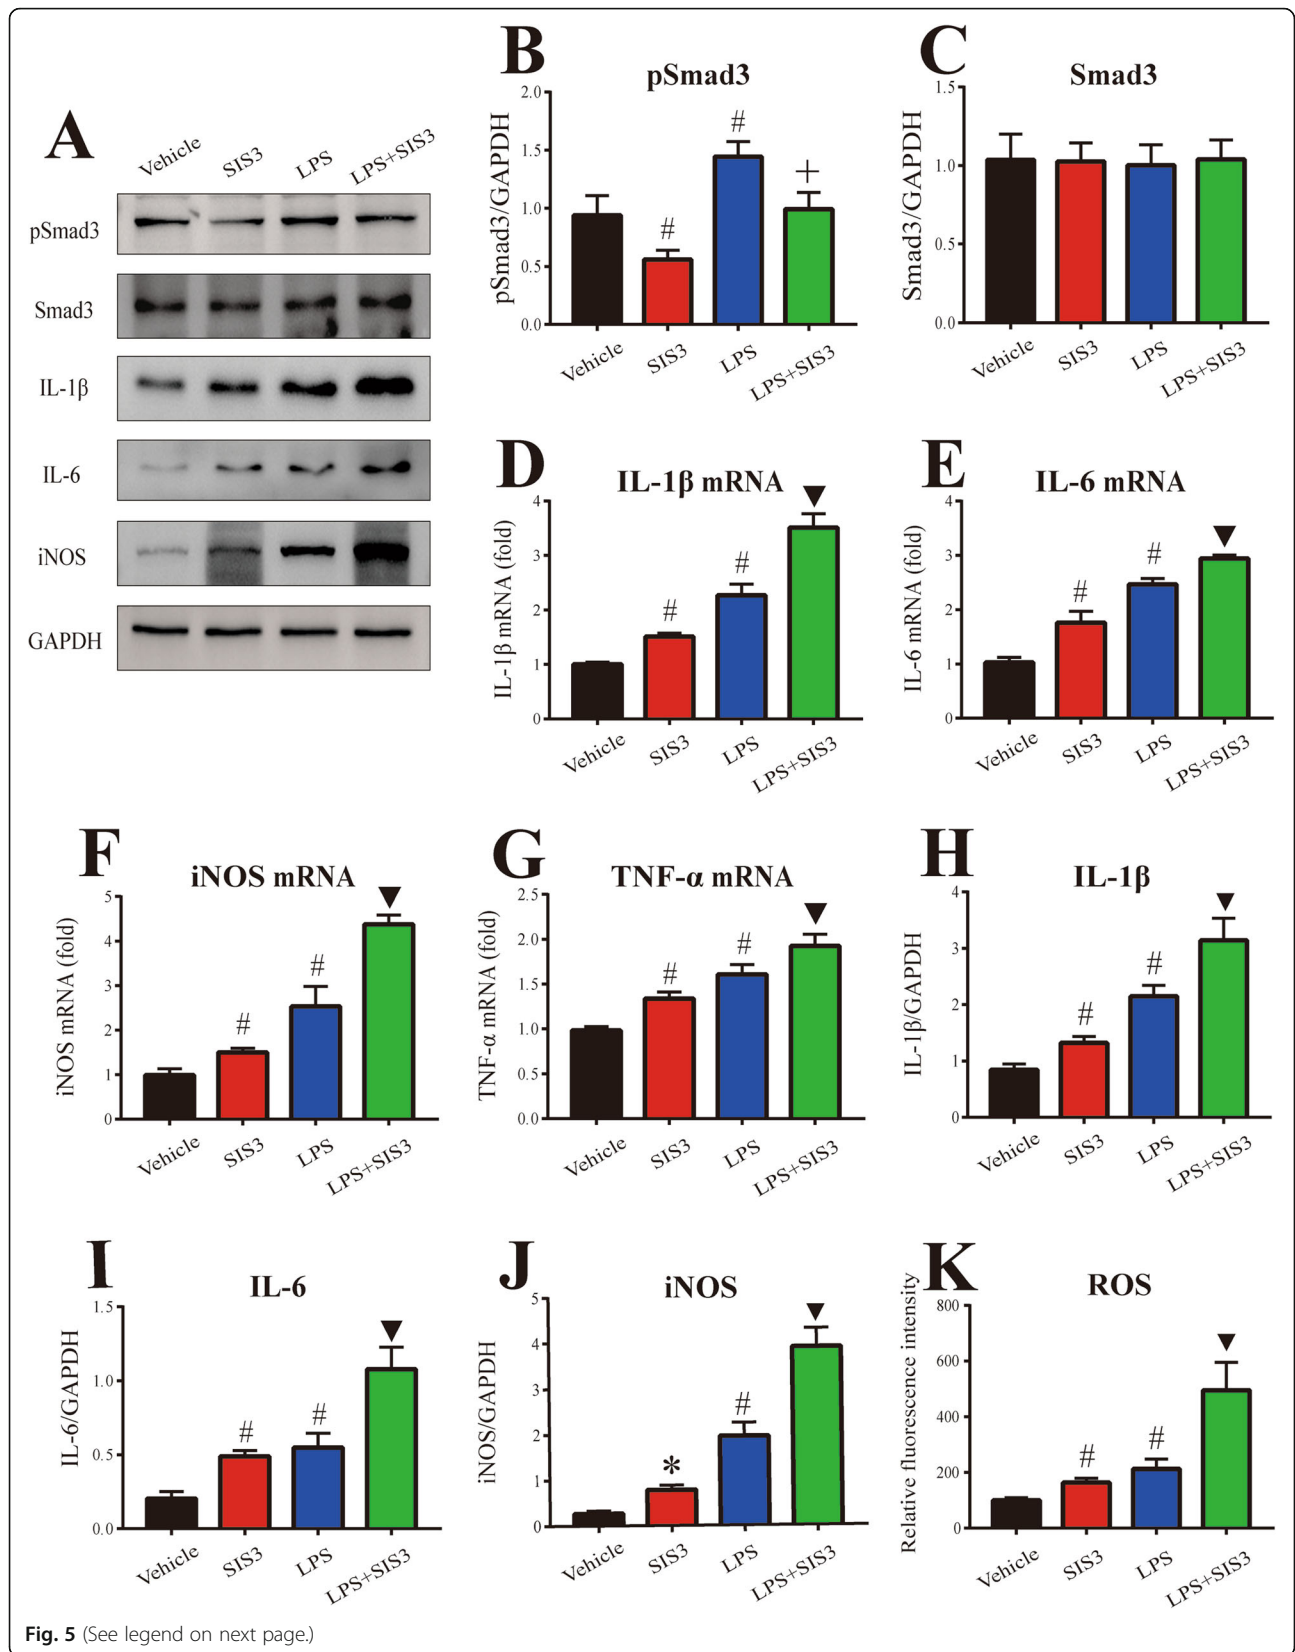 A
Vehicle SIS3 LPS LPS+SIS3
pSmad3
Smad3
IL-1β
IL-6
iNOS
GAPDH
B
pSmad3
pSmad3/GAPDH
2.0
1.5
1.0
0.5
0.0
# # +
Vehicle SIS3 LPS LPS+SIS3
C
Smad3
Smad3/GAPDH
1.5
1.0
0.5
0.0
Vehicle SIS3 LPS LPS+SIS3
D
IL-1β mRNA
IL-1β mRNA (fold)
4
3
2
1
0
# # ▼
Vehicle SIS3 LPS LPS+SIS3
E
IL-6 mRNA
IL-6 mRNA (fold)
4
3
2
1
0
# # ▼
Vehicle SIS3 LPS LPS+SIS3
F
iNOS mRNA
iNOS mRNA (fold)
5
4
3
2
1
0
# # ▼
Vehicle SIS3 LPS LPS+SIS3
G
TNF-α mRNA
TNF-α mRNA (fold)
2.5
2.0
1.5
1.0
0.5
0.0
# # ▼
Vehicle SIS3 LPS LPS+SIS3
H
IL-1β
IL-1β/GAPDH
4
3
2
1
0
# # ▼
Vehicle SIS3 LPS LPS+SIS3
I
IL-6
IL-6/GAPDH
1.5
1.0
0.5
0.0
# # ▼
Vehicle SIS3 LPS LPS+SIS3
J
iNOS
iNOS/GAPDH
5
4
3
2
1
0
* # ▼
Vehicle SIS3 LPS LPS+SIS3
K
ROS
Relative fluorescence intensity
800
600
400
200
0
# # ▼
Vehicle SIS3 LPS LPS+SIS3
Fig. 5 (See legend on next page.)